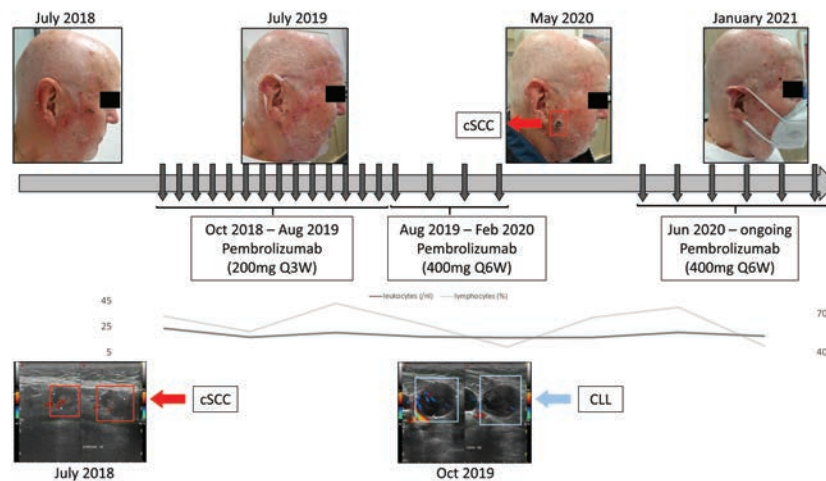 July 2018
July 2019
May 2020
January 2021
cSCC
Oct 2018 – Aug 2019
Pembrolizumab
(200mg Q3W)
Aug 2019 – Feb 2020
Pembrolizumab
(400mg Q6W)
Jun 2020 – ongoing
Pembrolizumab
(400mg Q6W)
45
25
5
leukocytes (/nl)
lymphocytes (%)
70
40
cSCC
CLL
July 2018
Oct 2019